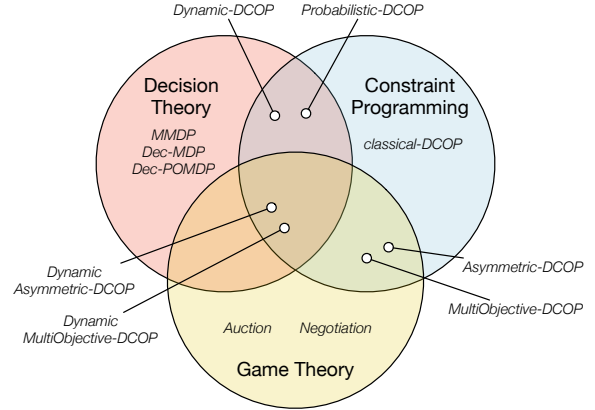 Dynamic-DCOP
Probabilistic-DCOP
Decision
Theory
MMDP
Dec-MDP
Dec-POMDP
Constraint
Programming
classical-DCOP
Dynamic
Asymmetric-DCOP
Dynamic
MultiObjective-DCOP
Asymmetric-DCOP
MultiObjective-DCOP
Auction
Negotiation
Game Theory